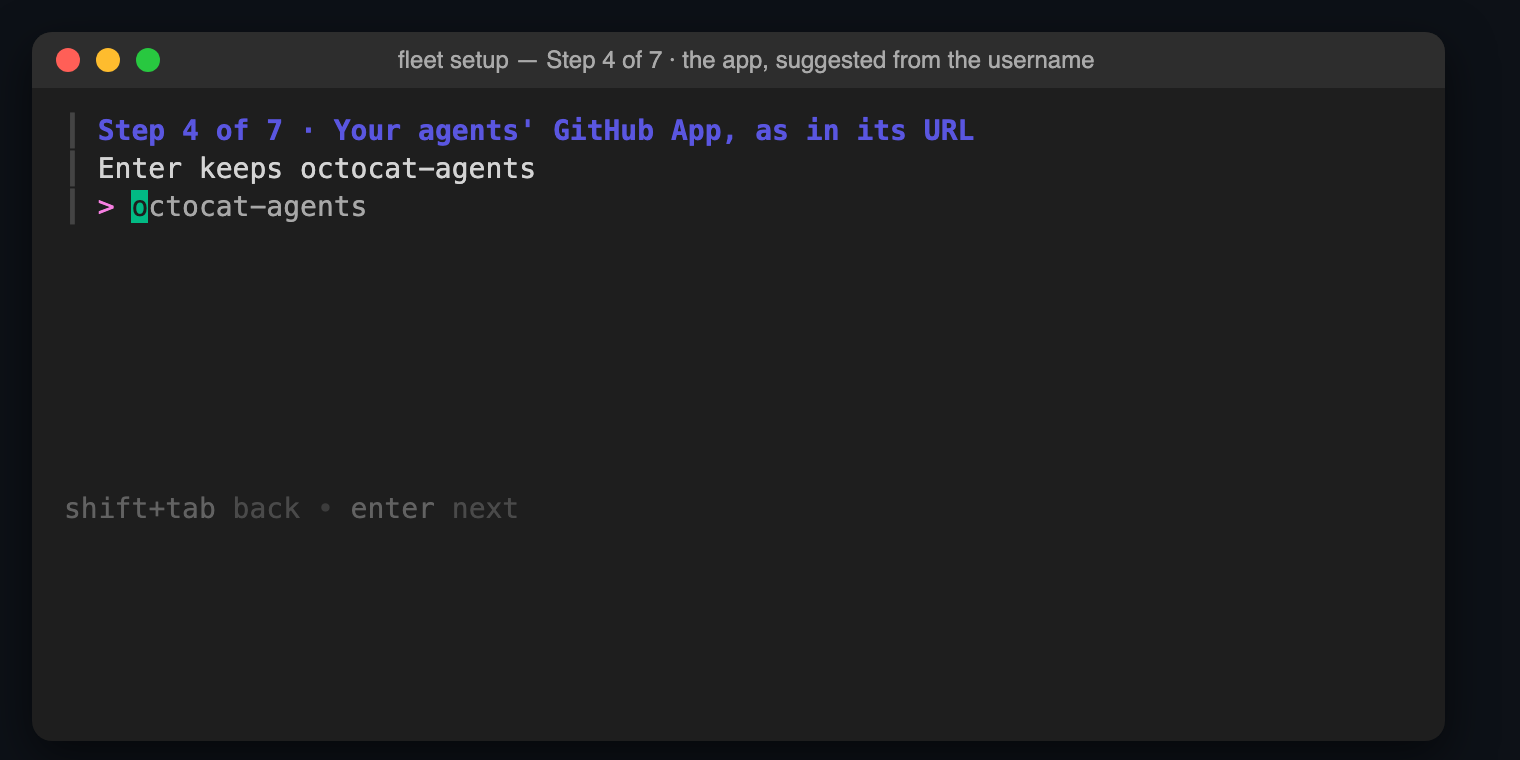 fleet setup — Step 4 of 7 · the app, suggested from the username
Step 4 of 7 · Your agents' GitHub App, as in its URL
Enter keeps octocat-agents
> octocat-agents
shift+tab back • enter next